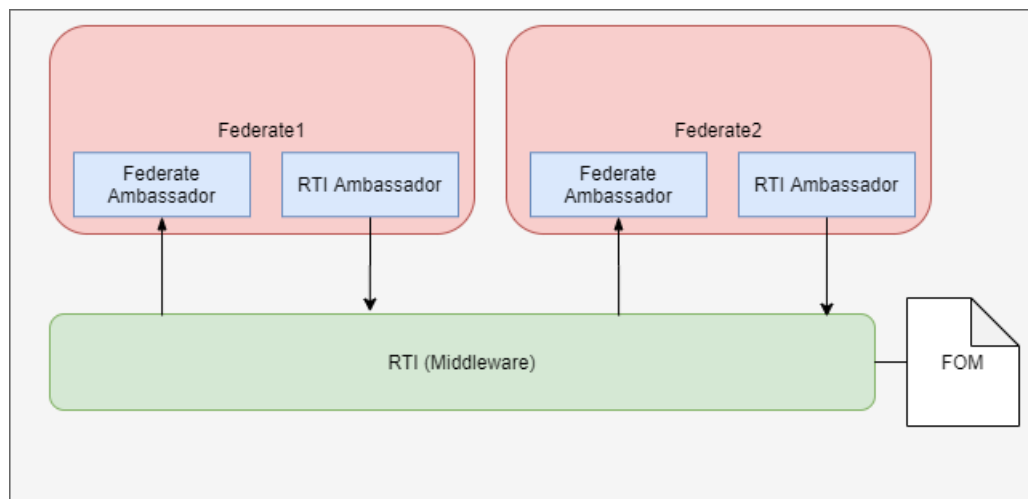 Federate1
Federate
Ambassador
RTI Ambassador
Federate2
Federate
Ambassador
RTI Ambassador
RTI (Middleware)
FOM